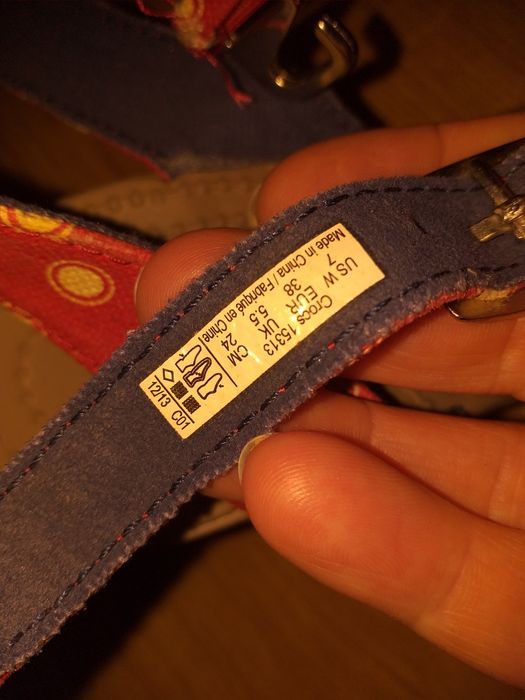 Crocs 15313
US W EUR UK CM
7 38 5.5 24
Made in China / Fabriqué en Chine
12/13 C01